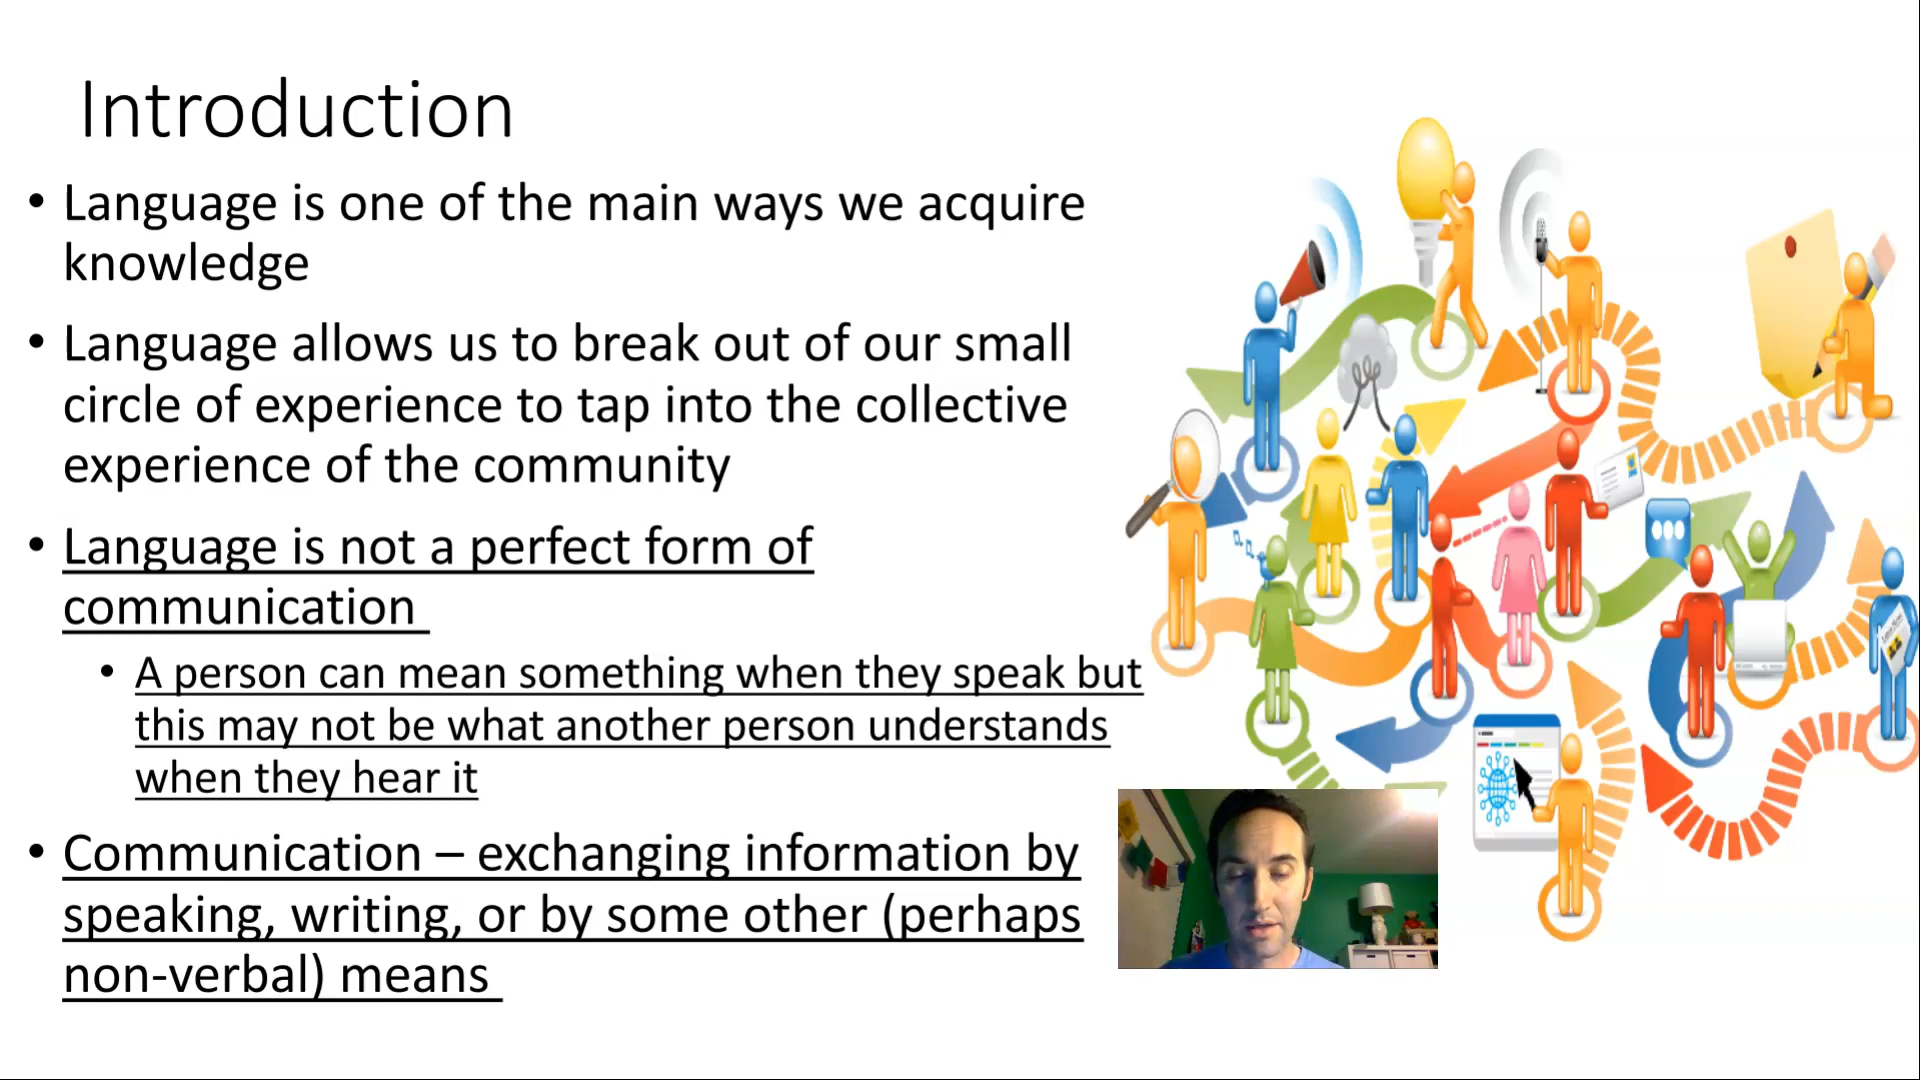 Introduction
• Language is one of the main ways we acquire
knowledge
• Language allows us to break out of our small
circle of experience to tap into the collective
experience of the community
• Language is not a perfect form of
communication
• A person can mean something when they speak but
this may not be what another person understands
when they hear it
• Communication – exchanging information by
speaking, writing, or by some other (perhaps
non-verbal) means